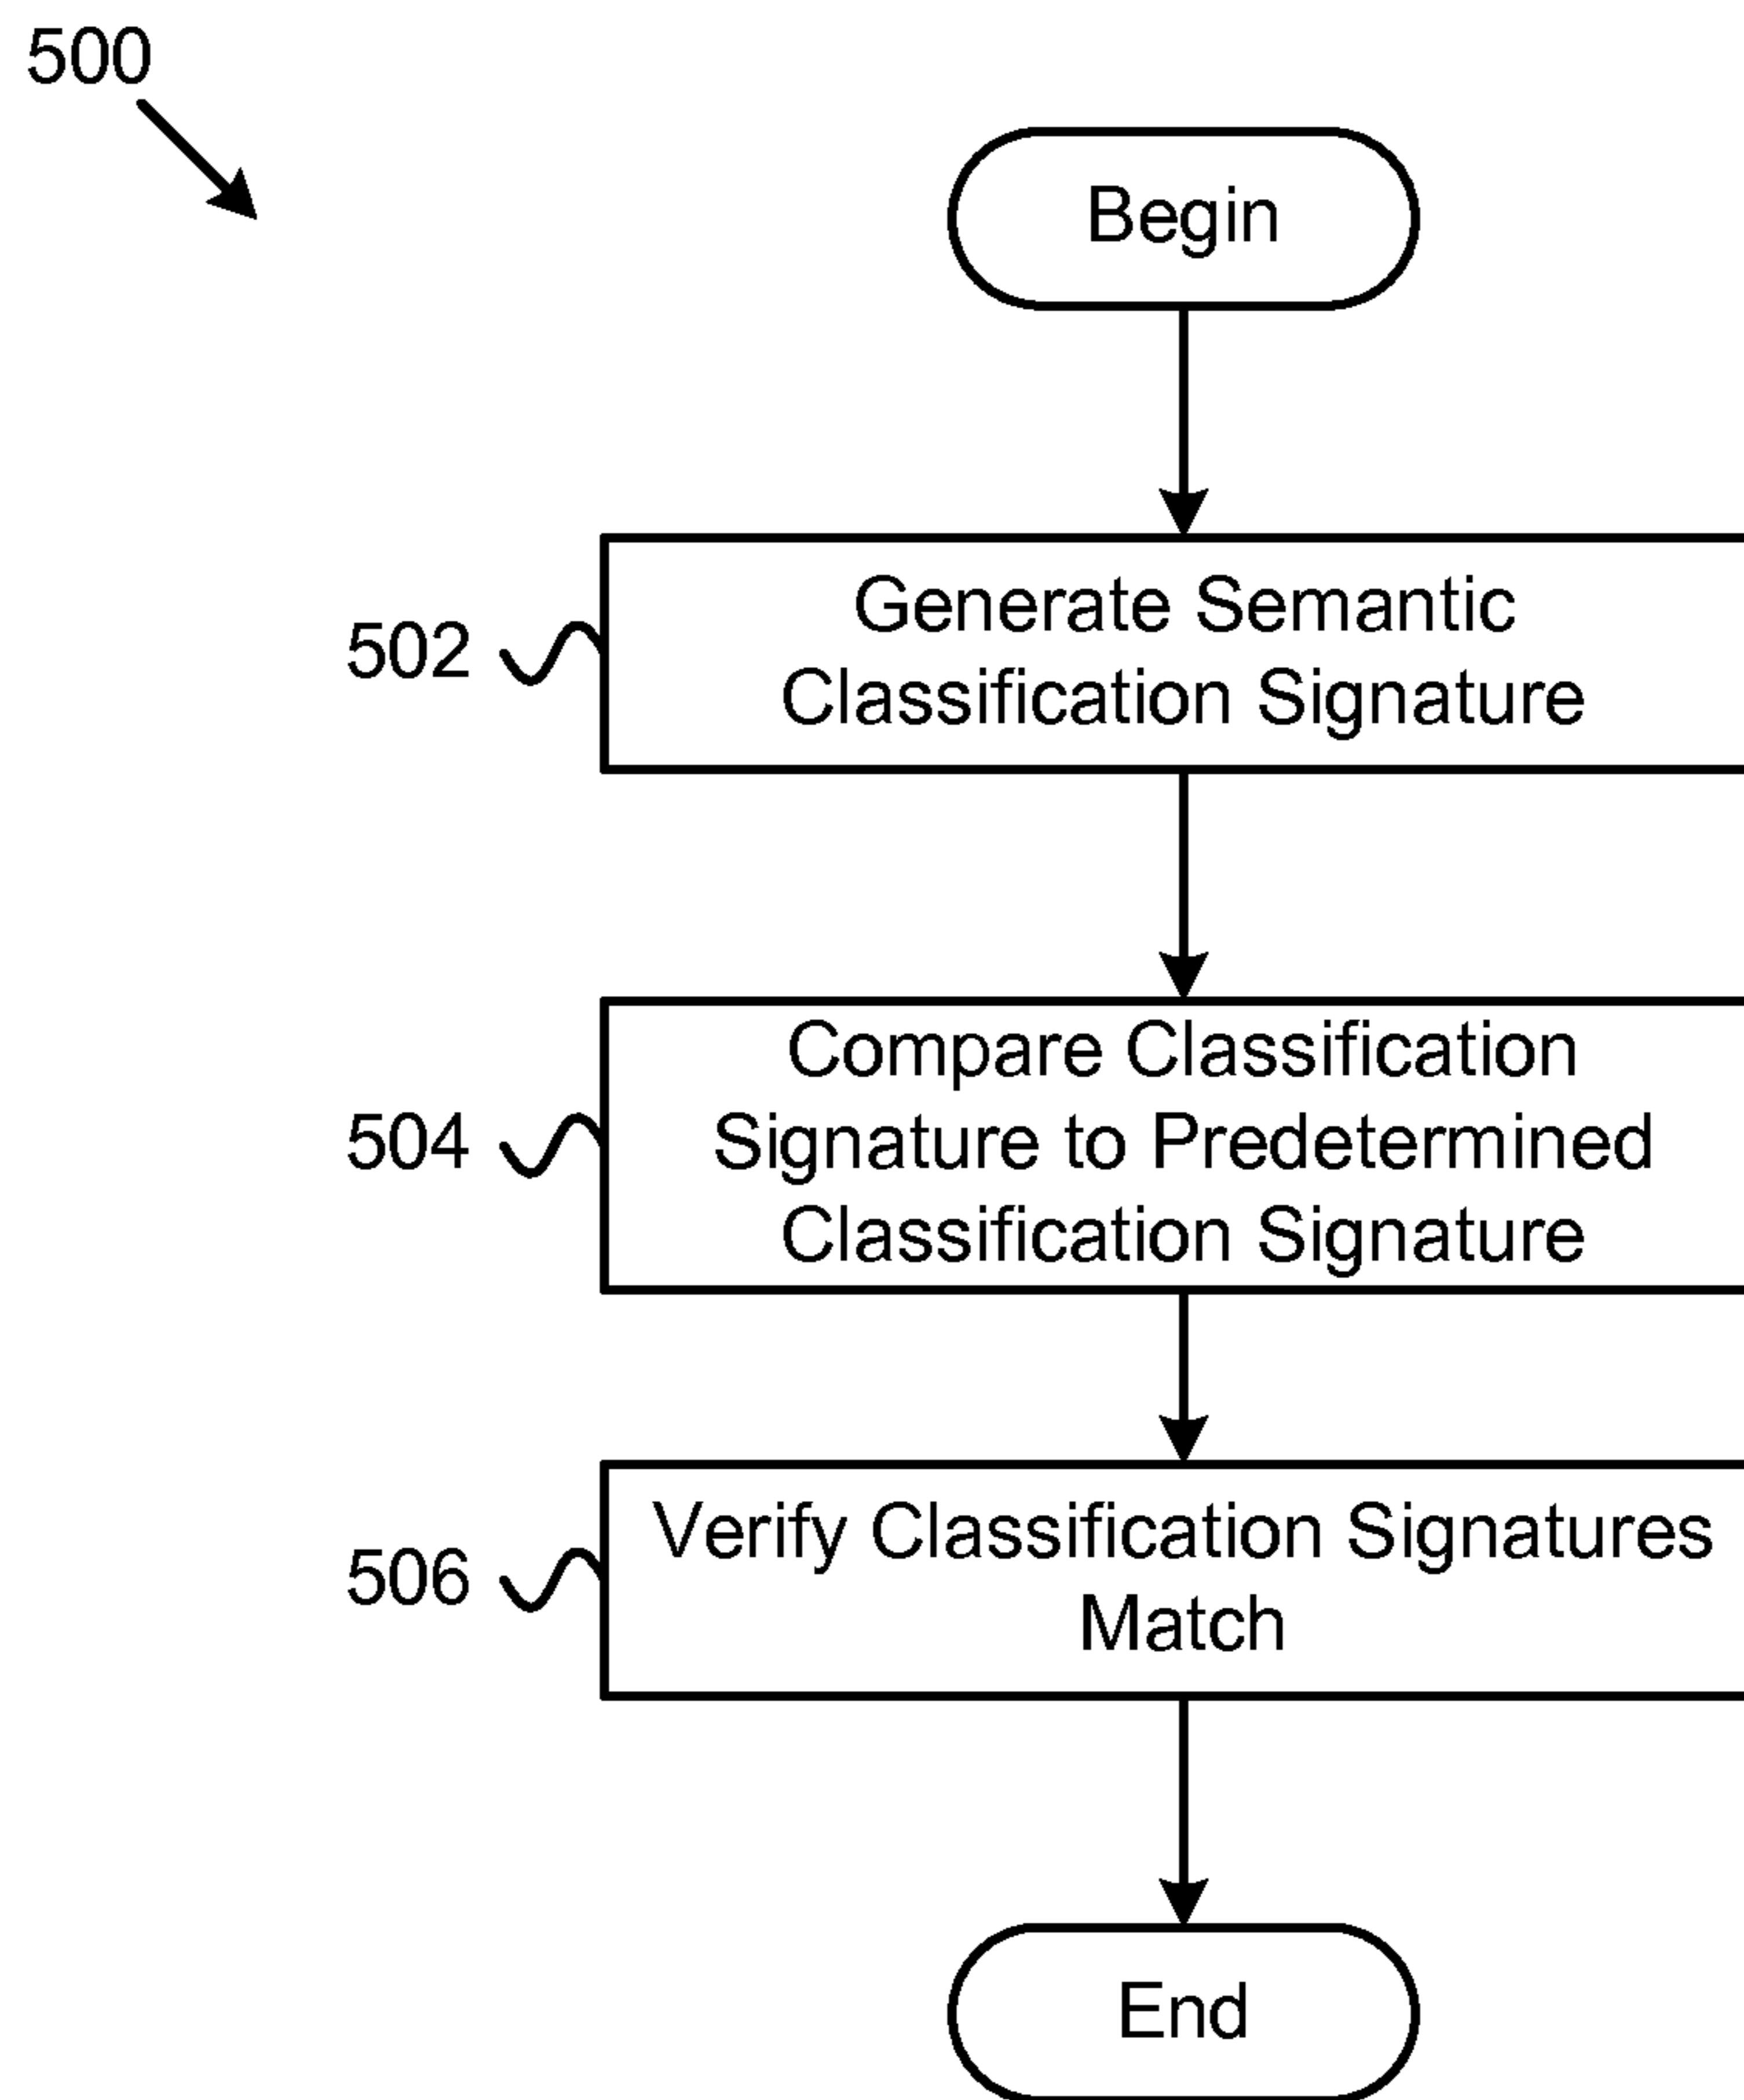 500
Begin
502
Generate Semantic
Classification Signature
504
Compare Classification
Signature to Predetermined
Classification Signature
506
Verify Classification Signatures
Match
End